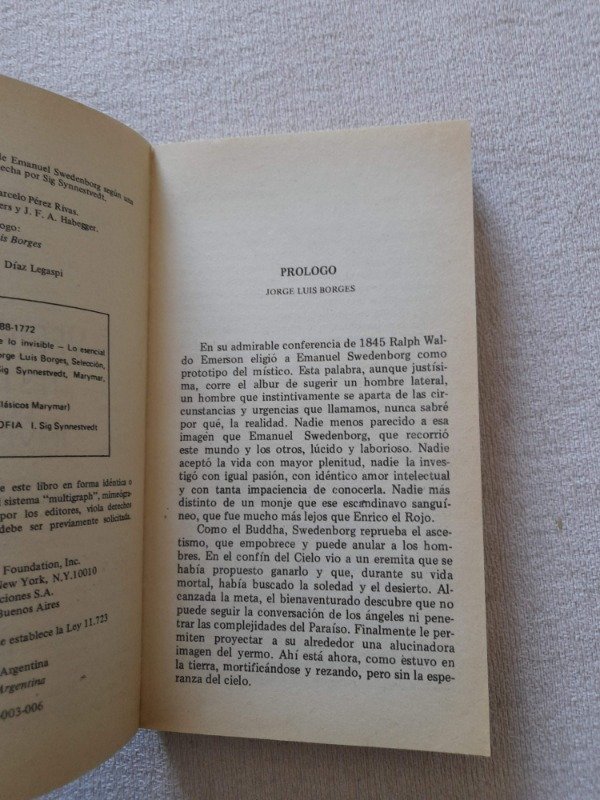 de Emanuel Swedenborg según una
hecha por Sig Synnestvedt.
arcelo Pérez Rivas.
ers y J. F. A. Habegger.
logo:
is Borges
Díaz Legaspi
88-1772
e lo invisible — Lo esencial
orge Luis Borges, Selección,
Sig Synnestvedt, Marymar,
Clásicos Marymar)
OFIA I. Sig Synnestvedt
e este libro en forma idéntica o
l sistema "multigraph", mimeógra-
por los editores, viola derechos
debe ser previamente solicitada.
Foundation, Inc.
New York, N.Y.10010
ciones S.A.
Buenos Aires
e establece la Ley 11.723
Argentina
Argentina
0003-006
PROLOGO
JORGE LUIS BORGES
En su admirable conferencia de 1845 Ralph Wal-
do Emerson eligió a Emanuel Swedenborg como
prototipo del místico. Esta palabra, aunque justísi-
ma, corre el albur de sugerir un hombre lateral,
un hombre que instintivamente se aparta de las cir-
cunstancias y urgencias que llamamos, nunca sabré
por qué, la realidad. Nadie menos parecido a esa
imagen que Emanuel Swedenborg, que recorrió
este mundo y los otros, lúcido y laborioso. Nadie
aceptó la vida con mayor plenitud, nadie la investi-
gó con igual pasión, con idéntico amor intelectual
y con tanta impaciencia de conocerla. Nadie más
distinto de un monje que ese escandinavo sanguí-
neo, que fue mucho más lejos que Enrico el Rojo.
Como el Buddha, Swedenborg reprueba el asce-
tismo, que empobrece y puede anular a los hom-
bres. En el confín del Cielo vio a un eremita que se
había propuesto ganarlo y que, durante su vida
mortal, había buscado la soledad y el desierto. Al-
canzada la meta, el bienaventurado descubre que no
puede seguir la conversación de los ángeles ni pene-
trar las complejidades del Paraíso. Finalmente le per-
miten proyectar a su alrededor una alucinadora
imagen del yermo. Ahí está ahora, como estuvo en
la tierra, mortificándose y rezando, pero sin la espe-
ranza del cielo.